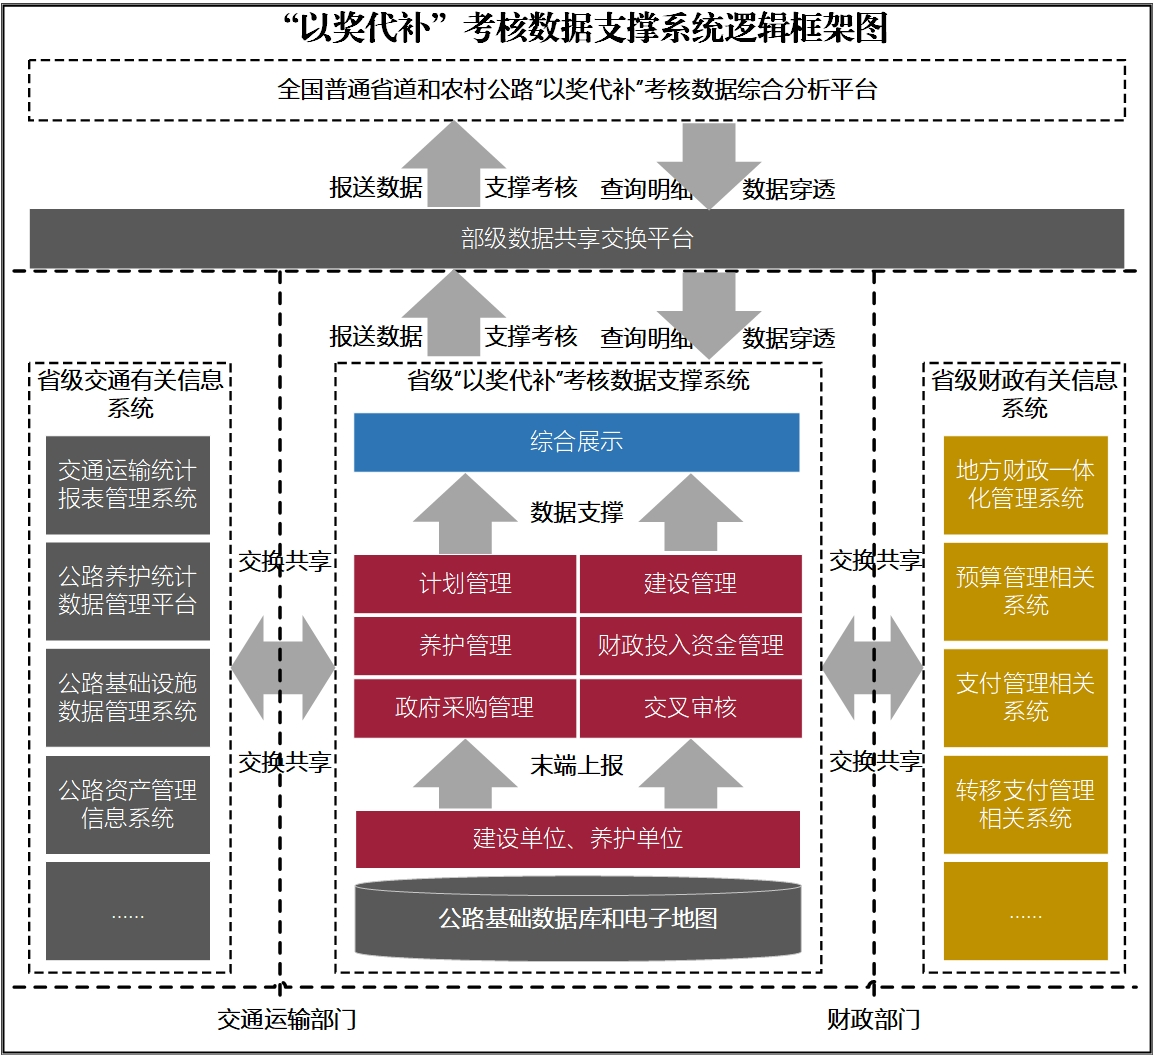 “以奖代补”考核数据支撑系统逻辑框架图
全国普通省道和农村公路“以奖代补”考核数据综合分析平台
报送数据 支撑考核 查询明细 数据穿透
部级数据共享交换平台
报送数据 支撑考核 查询明细 数据穿透
省级交通有关信息
系统
交通运输统计
报表管理系统
公路养护统计
数据管理平台
公路基础设施
数据管理系统
公路资产管理
信息系统
……
交换共享
交换共享
省级“以奖代补”考核数据支撑系统
综合展示
数据支撑
计划管理 建设管理
养护管理 财政投入资金管理
政府采购管理 交叉审核
末端上报
建设单位、养护单位
公路基础数据库和电子地图
交换共享
交换共享
省级财政有关信息
系统
地方财政一体
化管理系统
预算管理相关
系统
支付管理相关
系统
转移支付管理
相关系统
……
交通运输部门 财政部门